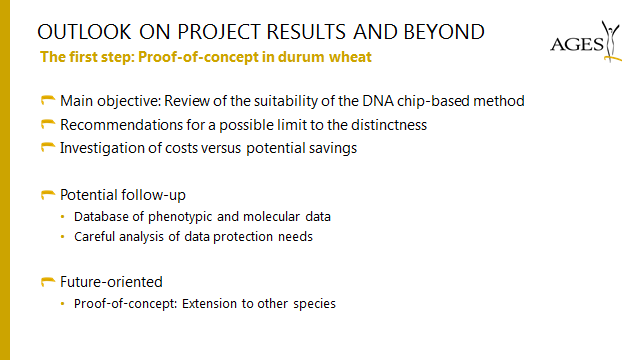 OUTLOOK ON PROJECT RESULTS AND BEYOND
AGES
The first step: Proof-of-concept in durum wheat
Main objective: Review of the suitability of the DNA chip-based method
Recommendations for a possible limit to the distinctness
Investigation of costs versus potential savings
Potential follow-up
• Database of phenotypic and molecular data
• Careful analysis of data protection needs
Future-oriented
• Proof-of-concept: Extension to other species